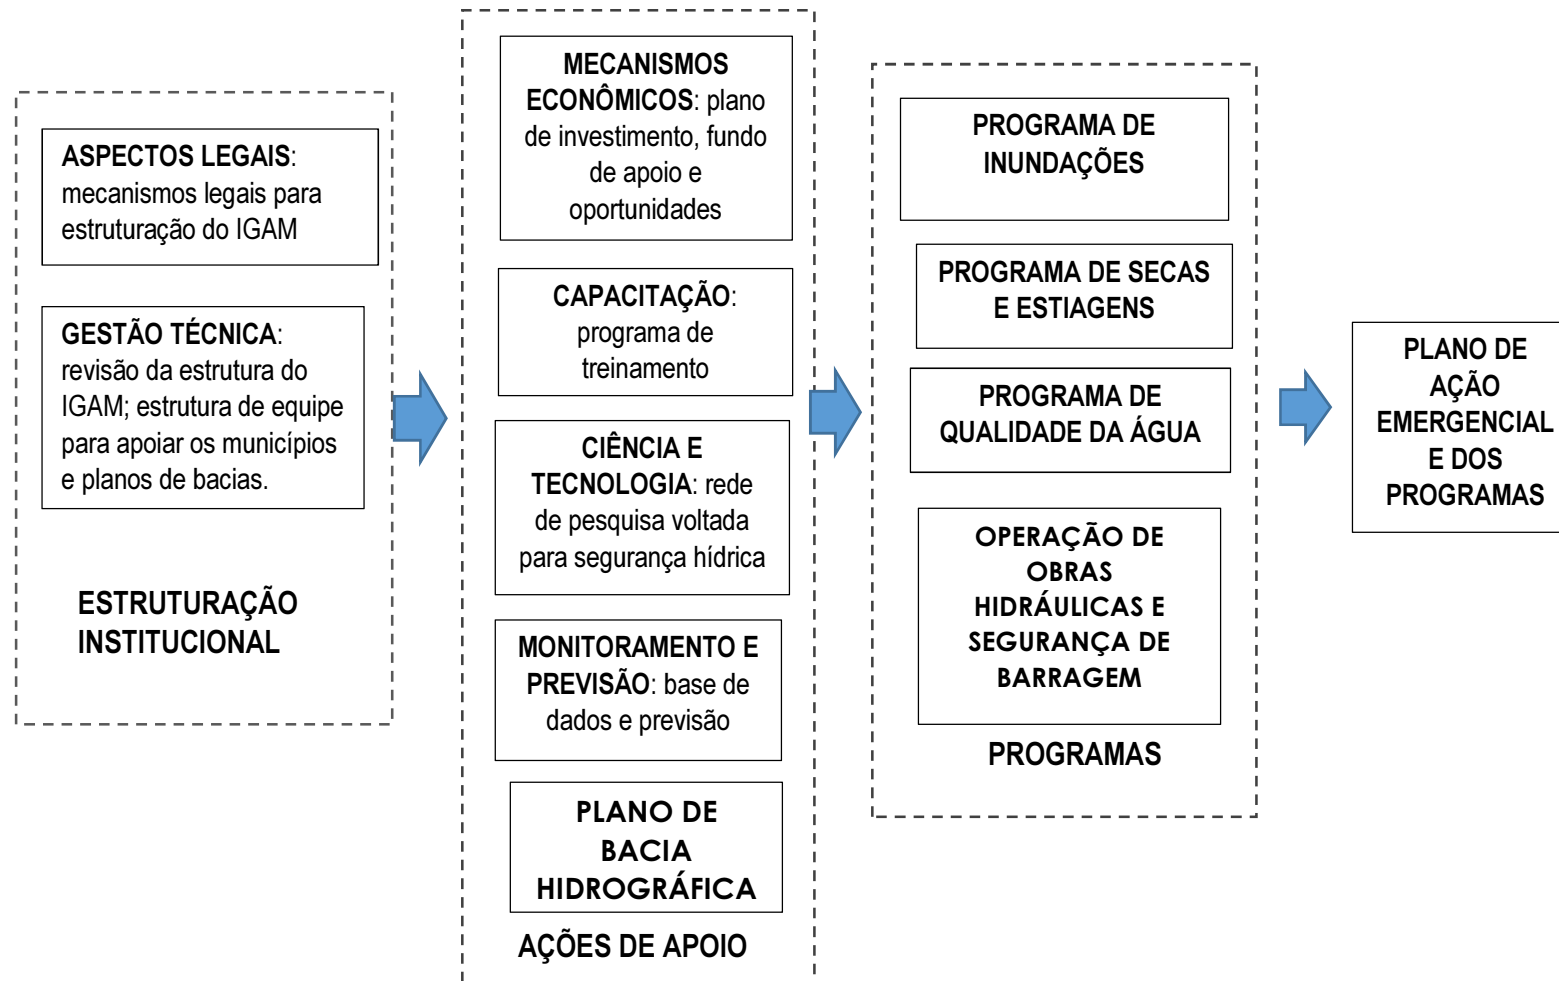 ASPECTOS LEGAIS:
mecanismos legais para
estruturação do IGAM
GESTÃO TÉCNICA:
revisão da estrutura do
IGAM; estrutura de equipe
para apoiar os municípios
e planos de bacias.
ESTRUTURAÇÃO
INSTITUCIONAL
MECANISMOS
ECONÔMICOS: plano
de investimento, fundo
de apoio e
oportunidades
CAPACITAÇÃO:
programa de
treinamento
CIÊNCIA E
TECNOLOGIA: rede
de pesquisa voltada
para segurança hídrica
MONITORAMENTO E
PREVISÃO: base de
dados e previsão
PLANO DE
BACIA
HIDROGRÁFICA
AÇÕES DE APOIO
PROGRAMA DE
INUNDAÇÕES
PROGRAMA DE SECAS
E ESTIAGENS
PROGRAMA DE
QUALIDADE DA ÁGUA
OPERAÇÃO DE
OBRAS
HIDRÁULICAS E
SEGURANÇA DE
BARRAGEM
PROGRAMAS
PLANO DE
AÇÃO
EMERGENCIAL
E DOS
PROGRAMAS